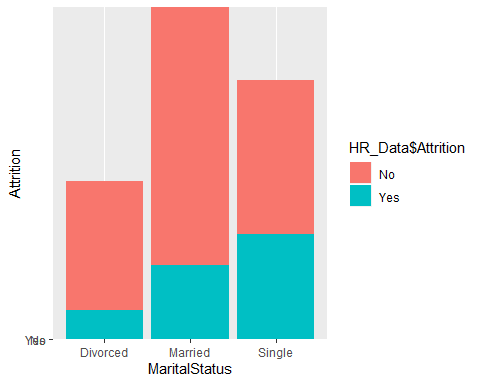 Attrition
HR_Data$Attrition
No
Yes
Divorced Married Single
MaritalStatus